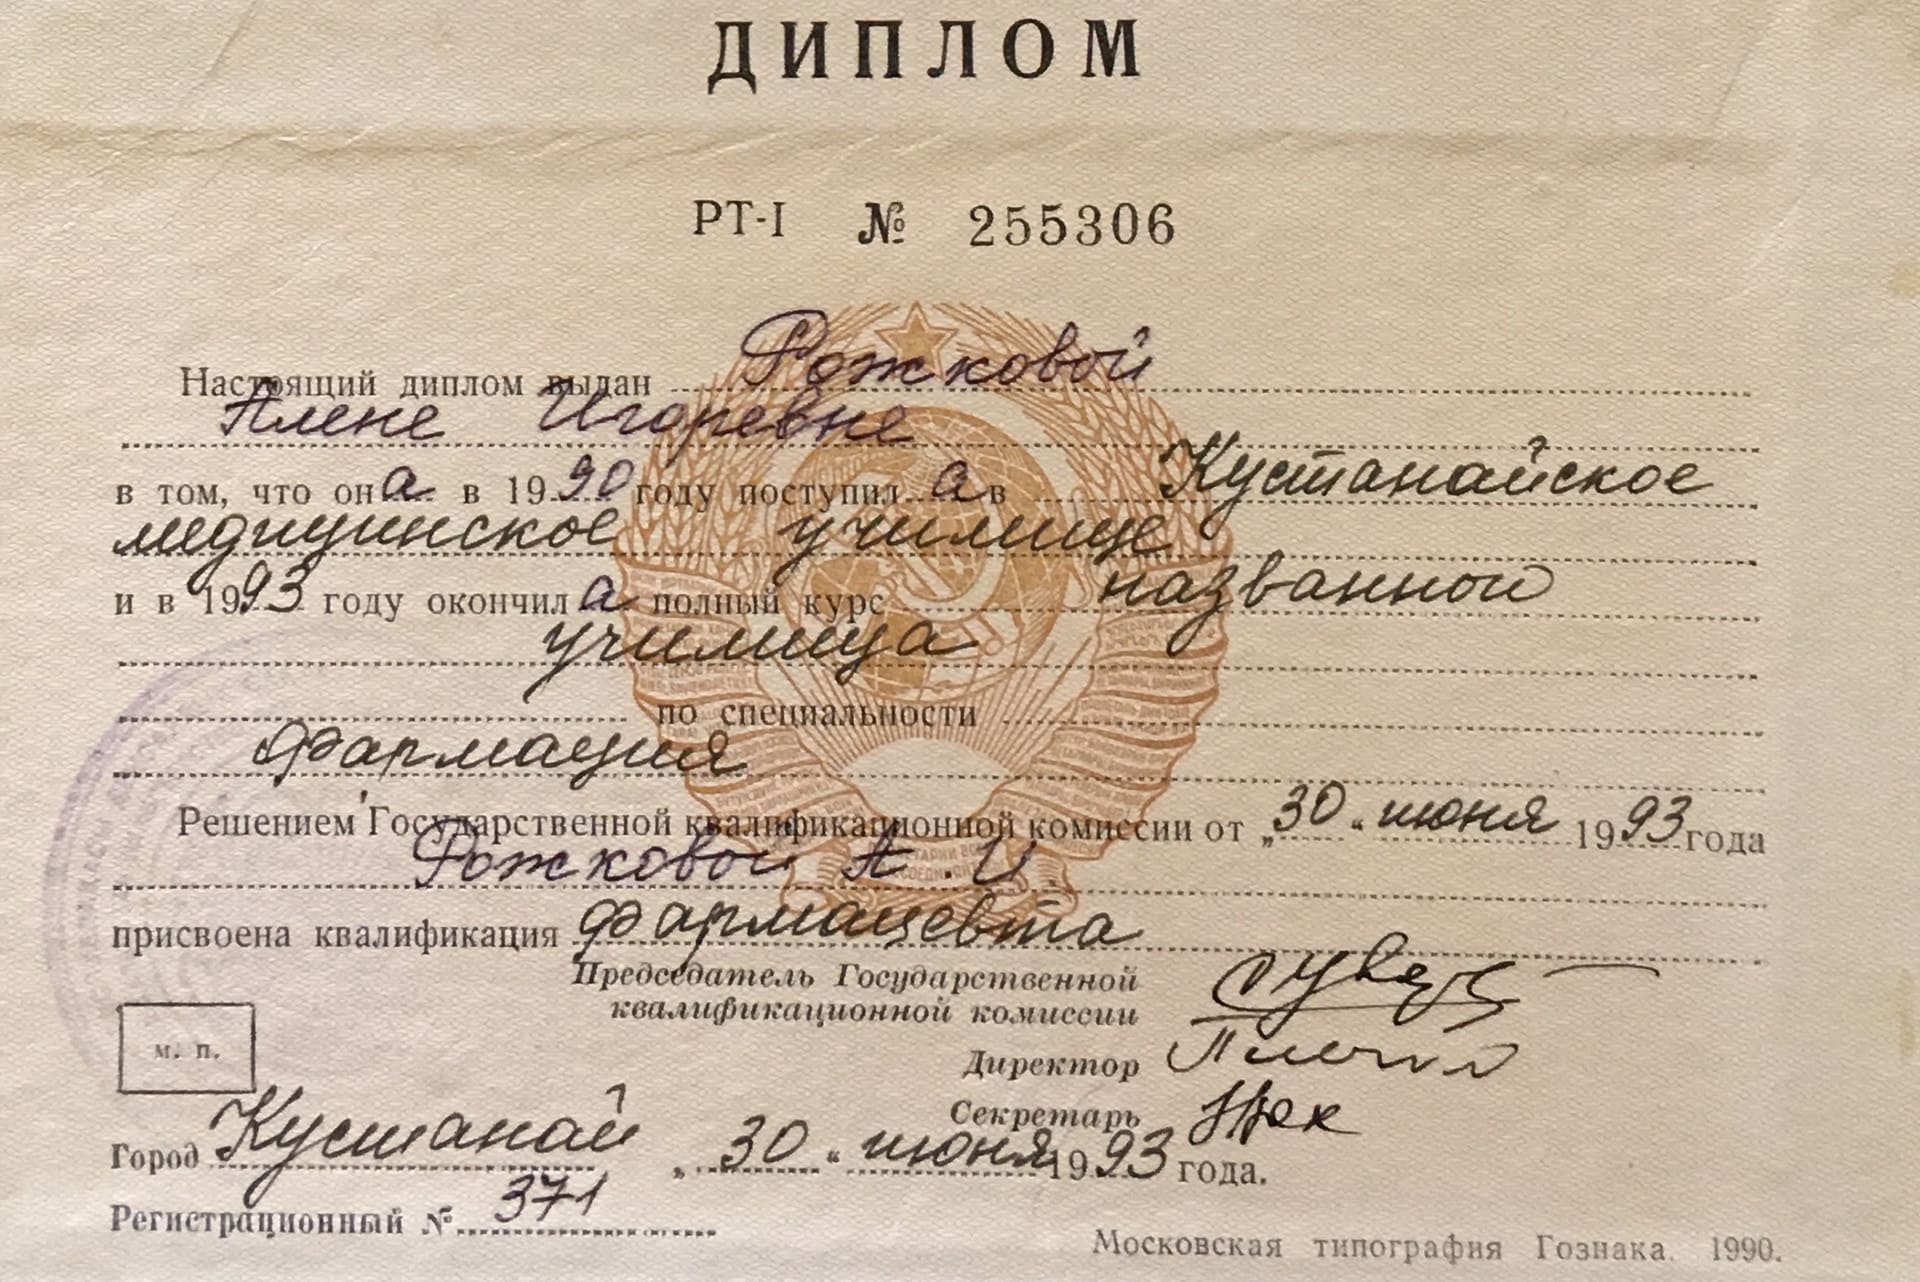 ДИПЛОМ
РТ-I № 255306
Настоящий диплом выдан Рожковой
Алене Игоревне
в том, что она в 1990 году поступила в Кустанайское
медицинское училище
и в 1993 году окончила полный курс названного
училища
по специальности
фармация
Решением Государственной квалификационной комиссии от „30“ июня 1993 года
Рожковой А. И.
присвоена квалификация фармацевта
Председатель Государственной
квалификационной комиссии
Директор
Секретарь
м. п.
Город Кустанай „30“ июня 1993 года.
Регистрационный № 371
Московская типография Гознака. 1990.